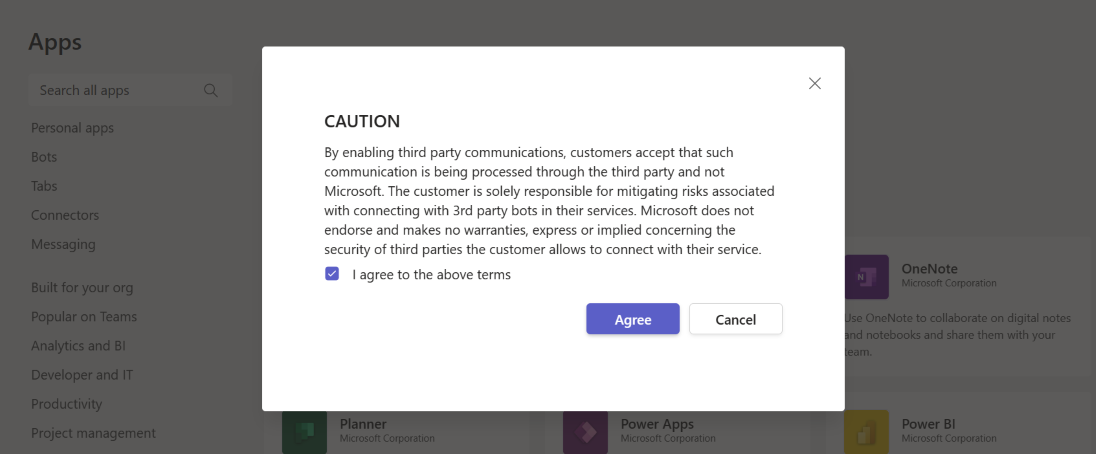 Apps
Search all apps
Personal apps
Bots
Tabs
Connectors
Messaging
Built for your org
Popular on Teams
Analytics and BI
Developer and IT
Productivity
Project management
CAUTION
By enabling third party communications, customers accept that such
communication is being processed through the third party and not
Microsoft. The customer is solely responsible for mitigating risks associated
with connecting with 3rd party bots in their services. Microsoft does not
endorse and makes no warranties, express or implied concerning the
security of third parties the customer allows to connect with their service.
I agree to the above terms
Agree
Cancel
N
OneNote
Microsoft Corporation
Use OneNote to collaborate on digital notes
and notebooks and share them with your
team.
Planner
Microsoft Corporation
Power Apps
Microsoft Corporation
Power BI
Microsoft Corporation